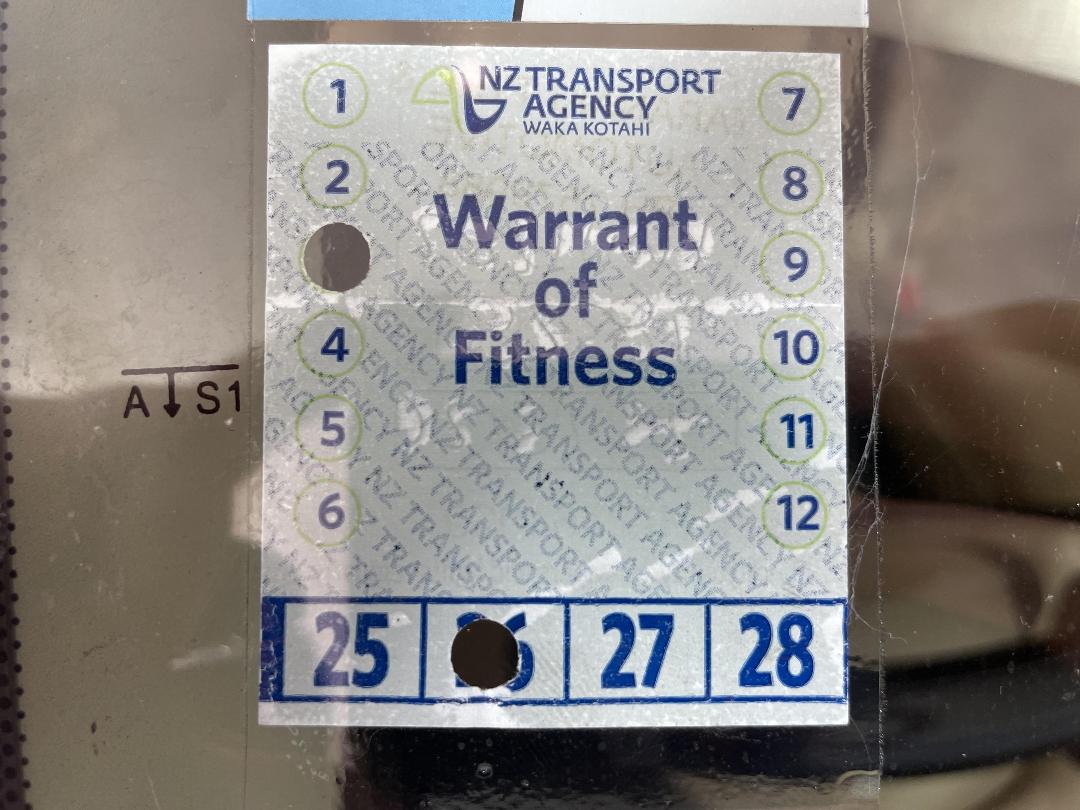 NZ TRANSPORT
AGENCY
WAKA KOTAHI
1
2
4
5
6
7
8
9
10
11
12
Warrant
of
Fitness
A S1
25 6 27 28